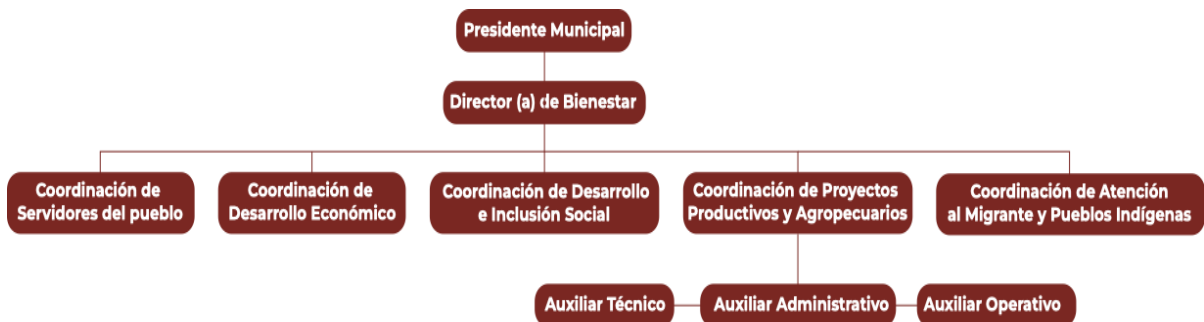 Presidente Municipal
Director (a) de Bienestar
Coordinación de
Servidores del pueblo
Coordinación de
Desarrollo Económico
Coordinación de Desarrollo
e Inclusión Social
Coordinación de Proyectos
Productivos y Agropecuarios
Coordinación de Atención
al Migrante y Pueblos Indígenas
Auxiliar Técnico
Auxiliar Administrativo
Auxiliar Operativo